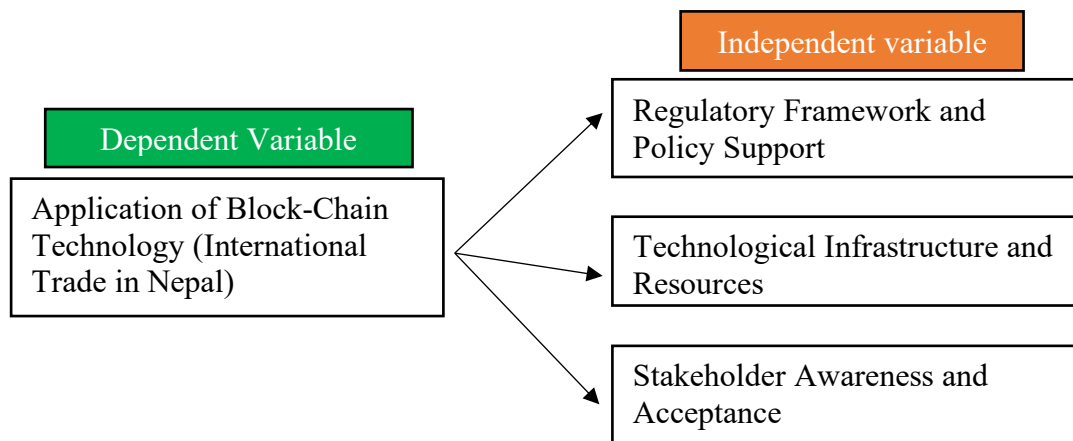 Independent variable
Regulatory Framework and
Policy Support
Dependent Variable
Application of Block-Chain
Technology (International
Trade in Nepal)
Technological Infrastructure and
Resources
Stakeholder Awareness and
Acceptance